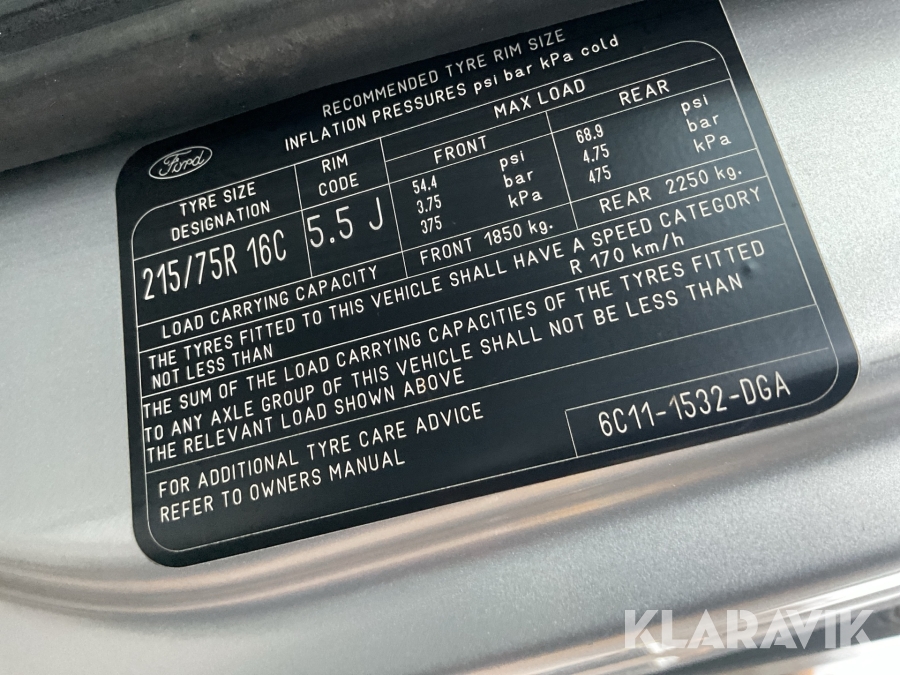 RECOMMENDED TYRE RIM SIZE
INFLATION PRESSURES psi bar kPa cold
Ford
TYRE SIZE DESIGNATION
RIM CODE
MAX LOAD
FRONT
REAR
215/75R 16C
5.5 J
54.4 psi
3.75 bar
375 kPa
68.9 psi
4.75 bar
475 kPa
LOAD CARRYING CAPACITY FRONT 1850 kg. REAR 2250 kg.
THE TYRES FITTED TO THIS VEHICLE SHALL HAVE A SPEED CATEGORY
NOT LESS THAN R 170 km/h
THE SUM OF THE LOAD CARRYING CAPACITIES OF THE TYRES FITTED
TO ANY AXLE GROUP OF THIS VEHICLE SHALL NOT BE LESS THAN
THE RELEVANT LOAD SHOWN ABOVE
FOR ADDITIONAL TYRE CARE ADVICE
REFER TO OWNERS MANUAL
6C11-1532-DGA
KLARAVIK